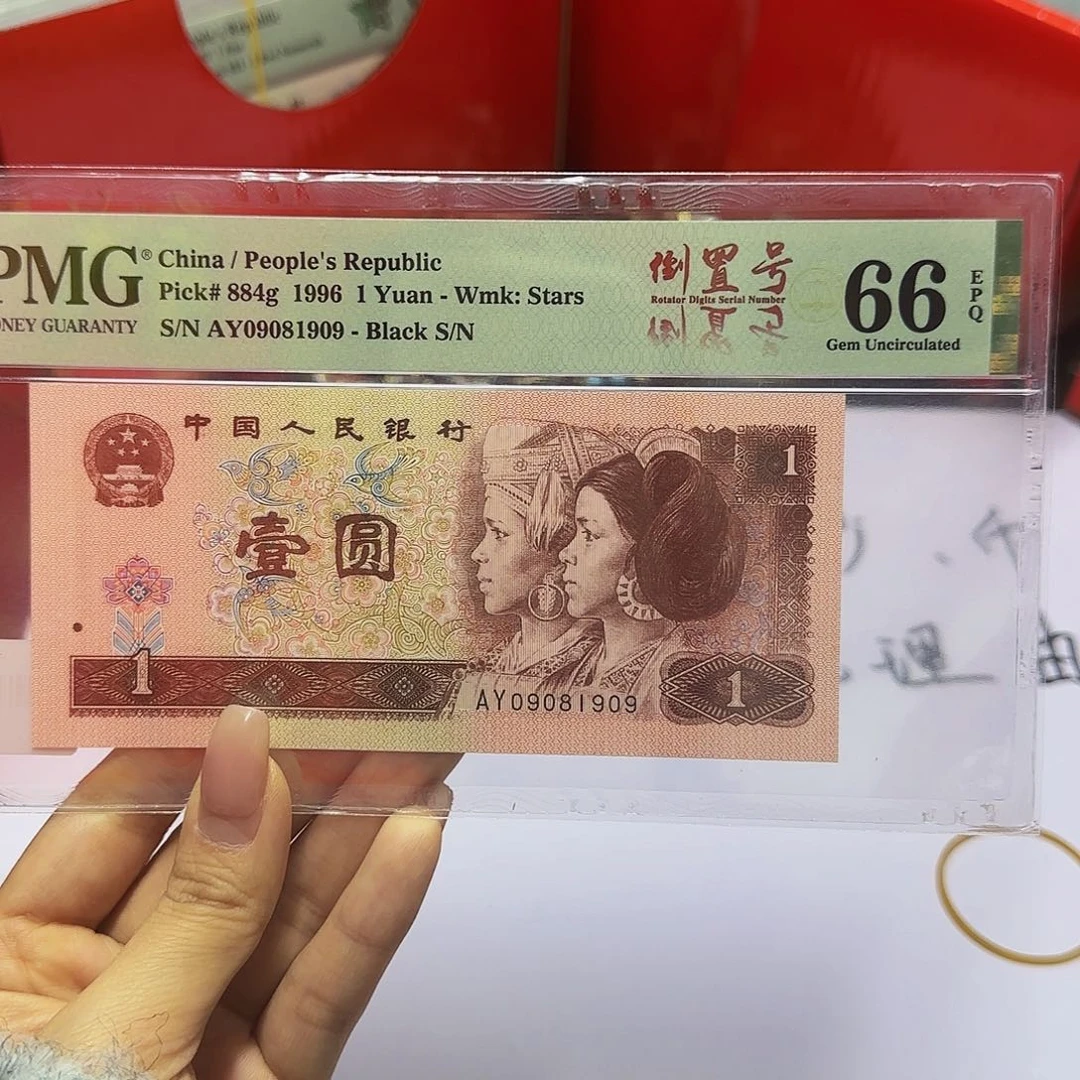 PMG®
ONEY GUARANTY
China / People's Republic
Pick# 884g 1996 1 Yuan - Wmk: Stars
S/N AY09081909 - Black S/N
倒置号
Rotator Digits Serial Number
66
EPQ
Gem Uncirculated
中国人民银行
1
壹圆
1
AY09081909
1
理由